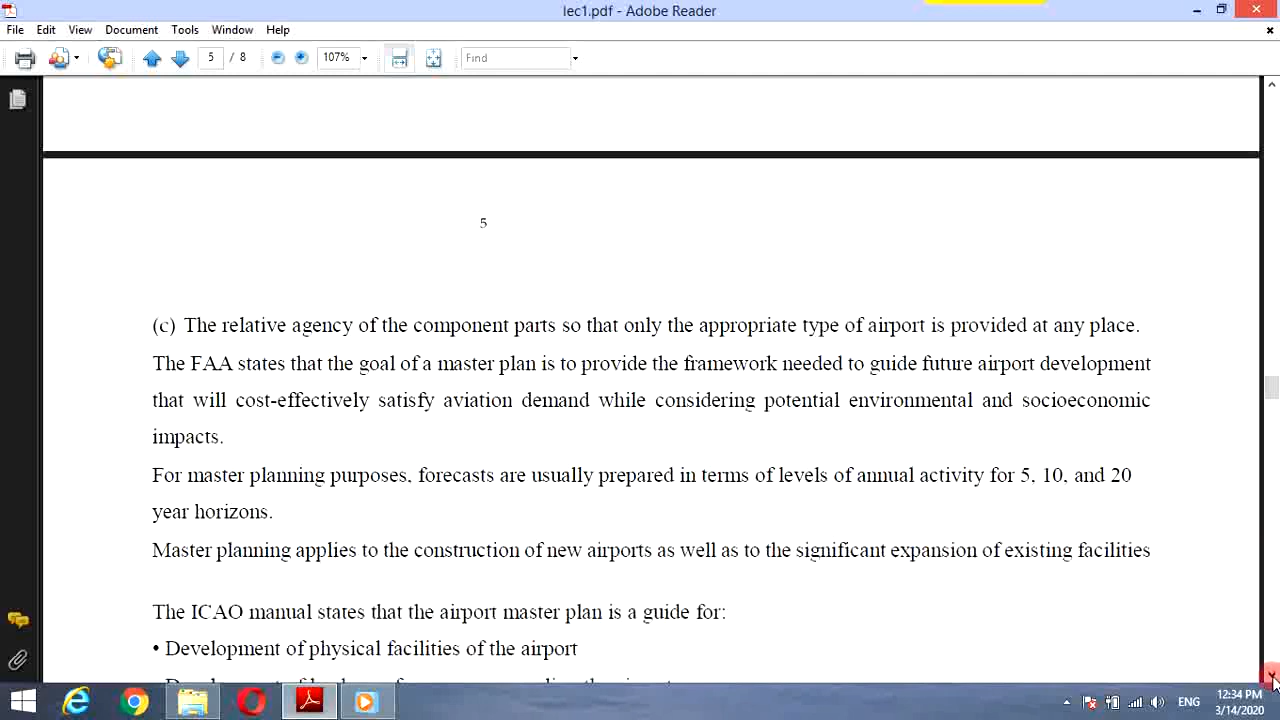 lec1.pdf - Adobe Reader
File Edit View Document Tools Window Help
5 / 8 107% Find
5
(c) The relative agency of the component parts so that only the appropriate type of airport is provided at any place.
The FAA states that the goal of a master plan is to provide the framework needed to guide future airport development
that will cost-effectively satisfy aviation demand while considering potential environmental and socioeconomic
impacts.
For master planning purposes, forecasts are usually prepared in terms of levels of annual activity for 5, 10, and 20
year horizons.
Master planning applies to the construction of new airports as well as to the significant expansion of existing facilities
The ICAO manual states that the airport master plan is a guide for:
• Development of physical facilities of the airport
ENG
12:34 PM
3/14/2020